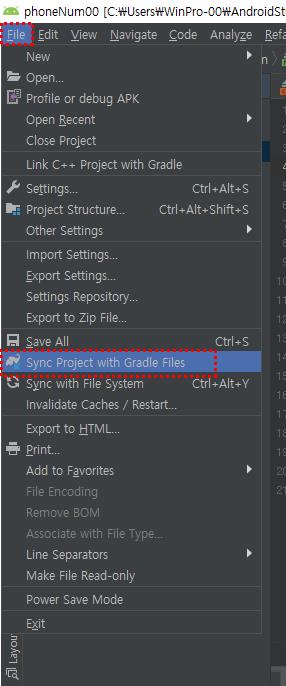 phoneNum00 [C:₩Users₩WinPro-00₩AndroidStu
File Edit View Navigate Code Analyze Refa
New
Open...
Profile or debug APK
Open Recent
Close Project
Link C++ Project with Gradle
Settings... Ctrl+Alt+S
Project Structure... Ctrl+Alt+Shift+S
Other Settings
Import Settings...
Export Settings...
Settings Repository...
Export to Zip File...
Save All Ctrl+S
Sync Project with Gradle Files
Sync with File System Ctrl+Alt+Y
Invalidate Caches / Restart...
Export to HTML...
Print...
Add to Favorites
File Encoding
Remove BOM
Associate with File Type...
Line Separators
Make File Read-only
Power Save Mode
Exit
Layou